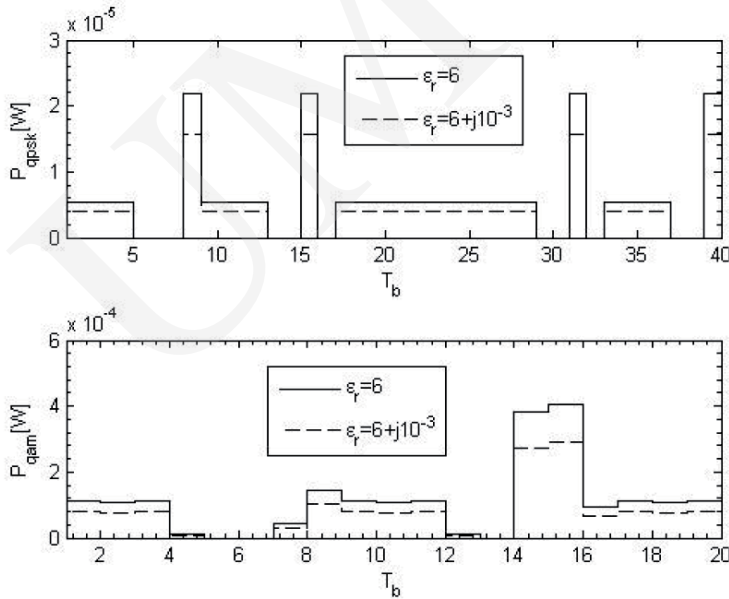 x 10⁻⁵
3
2
1
0
P_qpsk[W]
ε_r=6
ε_r=6+j10⁻³
5 10 15 20 25 30 35 40
T_b
x 10⁻⁴
6
4
2
0
P_qam[W]
ε_r=6
ε_r=6+j10⁻³
2 4 6 8 10 12 14 16 18 20
T_b
UM